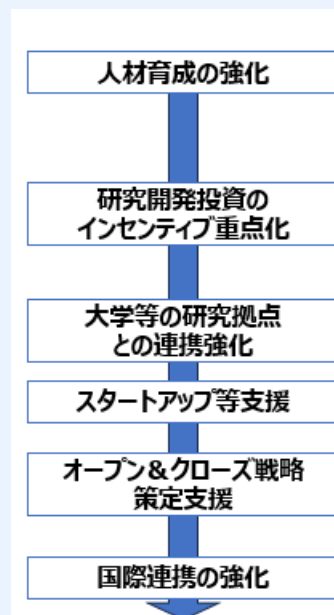 人材育成の強化
研究開発投資の
インセンティブ重点化
大学等の研究拠点
との連携強化
スタートアップ等支援
オープン＆クローズ戦略
策定支援
国際連携の強化